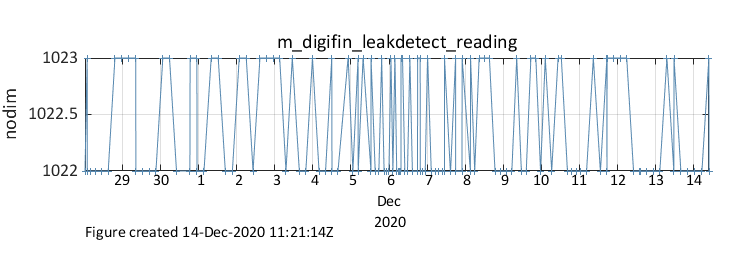 m_digifin_leakdetect_reading
1023
1022.5
1022
nodim
29 30 1 2 3 4 5 6 7 8 9 10 11 12 13 14
Dec
2020
Figure created 14-Dec-2020 11:21:14Z